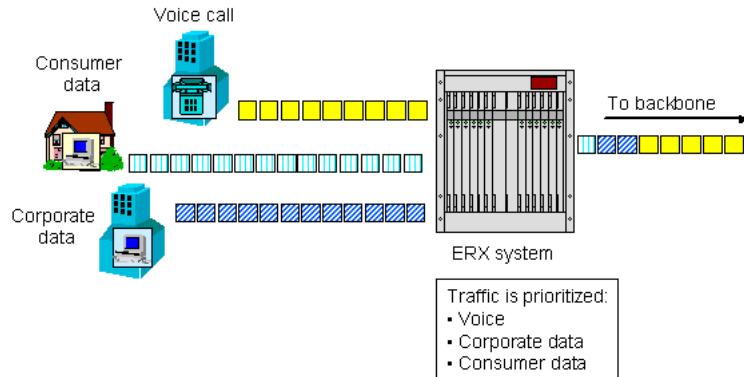 Voice call
Consumer
data
To backbone
Corporate
data
ERX system
Traffic is prioritized:
▪ Voice
▪ Corporate data
▪ Consumer data